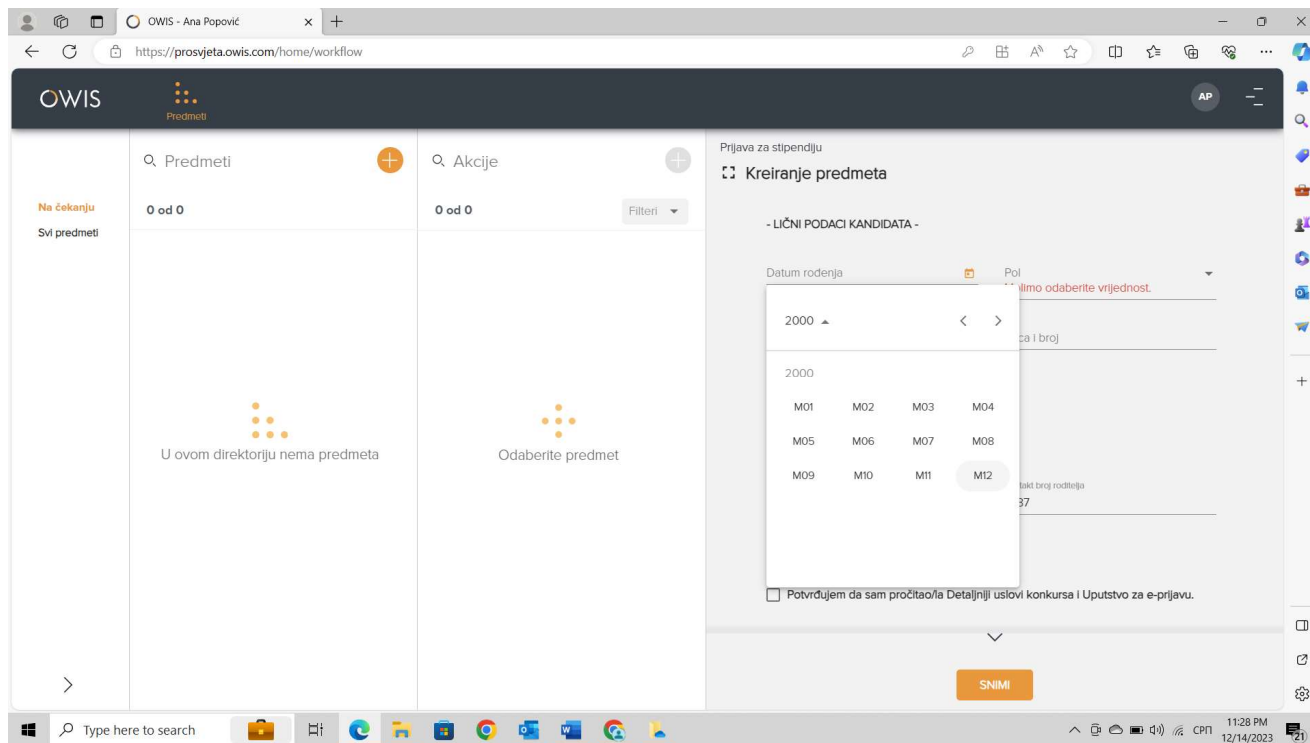 OWIS - Ana Popović
https://prosvjeta.owis.com/home/workflow
OWIS
Predmeti
AP
Na čekanju
Svi predmeti
Predmeti
0 od 0
U ovom direktoriju nema predmeta
Akcije
0 od 0
Filteri
Odaberite predmet
Prijava za stipendiju
Kreiranje predmeta
- LIČNI PODACI KANDIDATA -
Datum rođenja
Pol
limo odaberite vrijednost.
ca i broj
2000
2000
M01 M02 M03 M04
M05 M06 M07 M08
M09 M10 M11 M12
takt broj roditelja
37
Potvrđujem da sam pročitao/la Detaljniji uslovi konkursa i Uputstvo za e-prijavu.
SNIMI
Type here to search
СРП
11:28 PM
12/14/2023
21